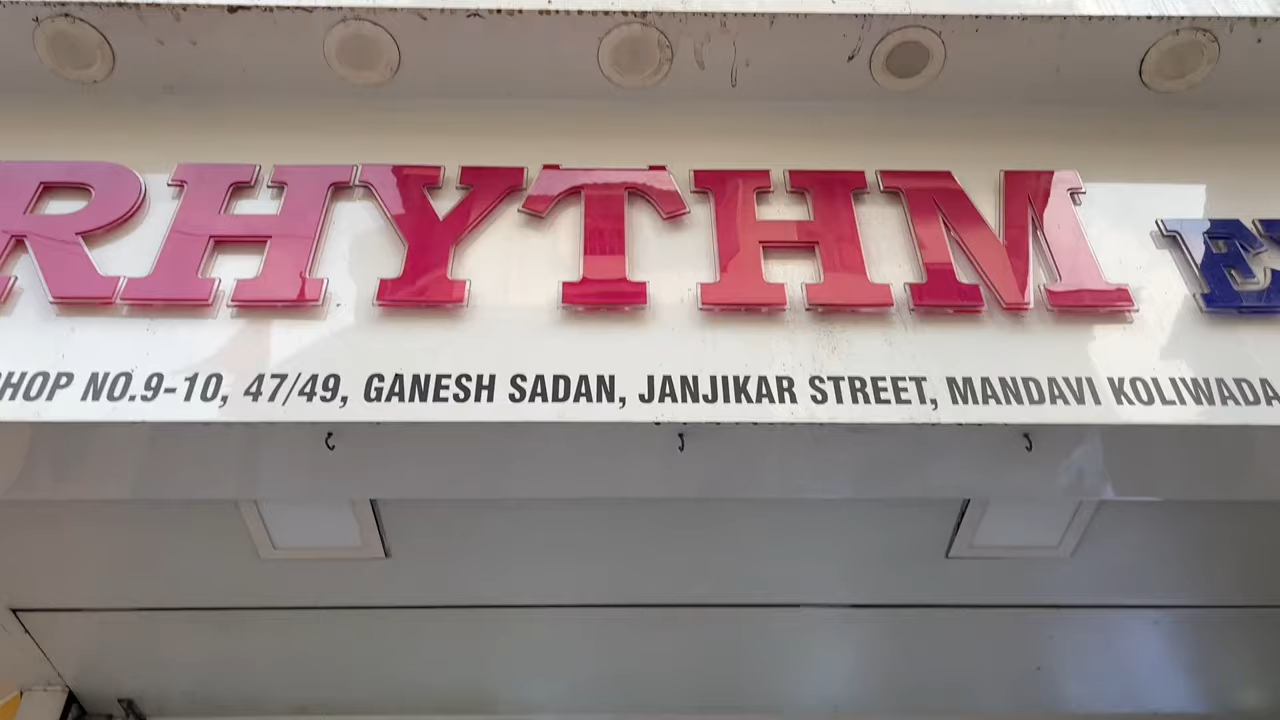 RHYTHM
HOP NO.9-10, 47/49, GANESH SADAN, JANJIKAR STREET, MANDAVI KOLIWADA